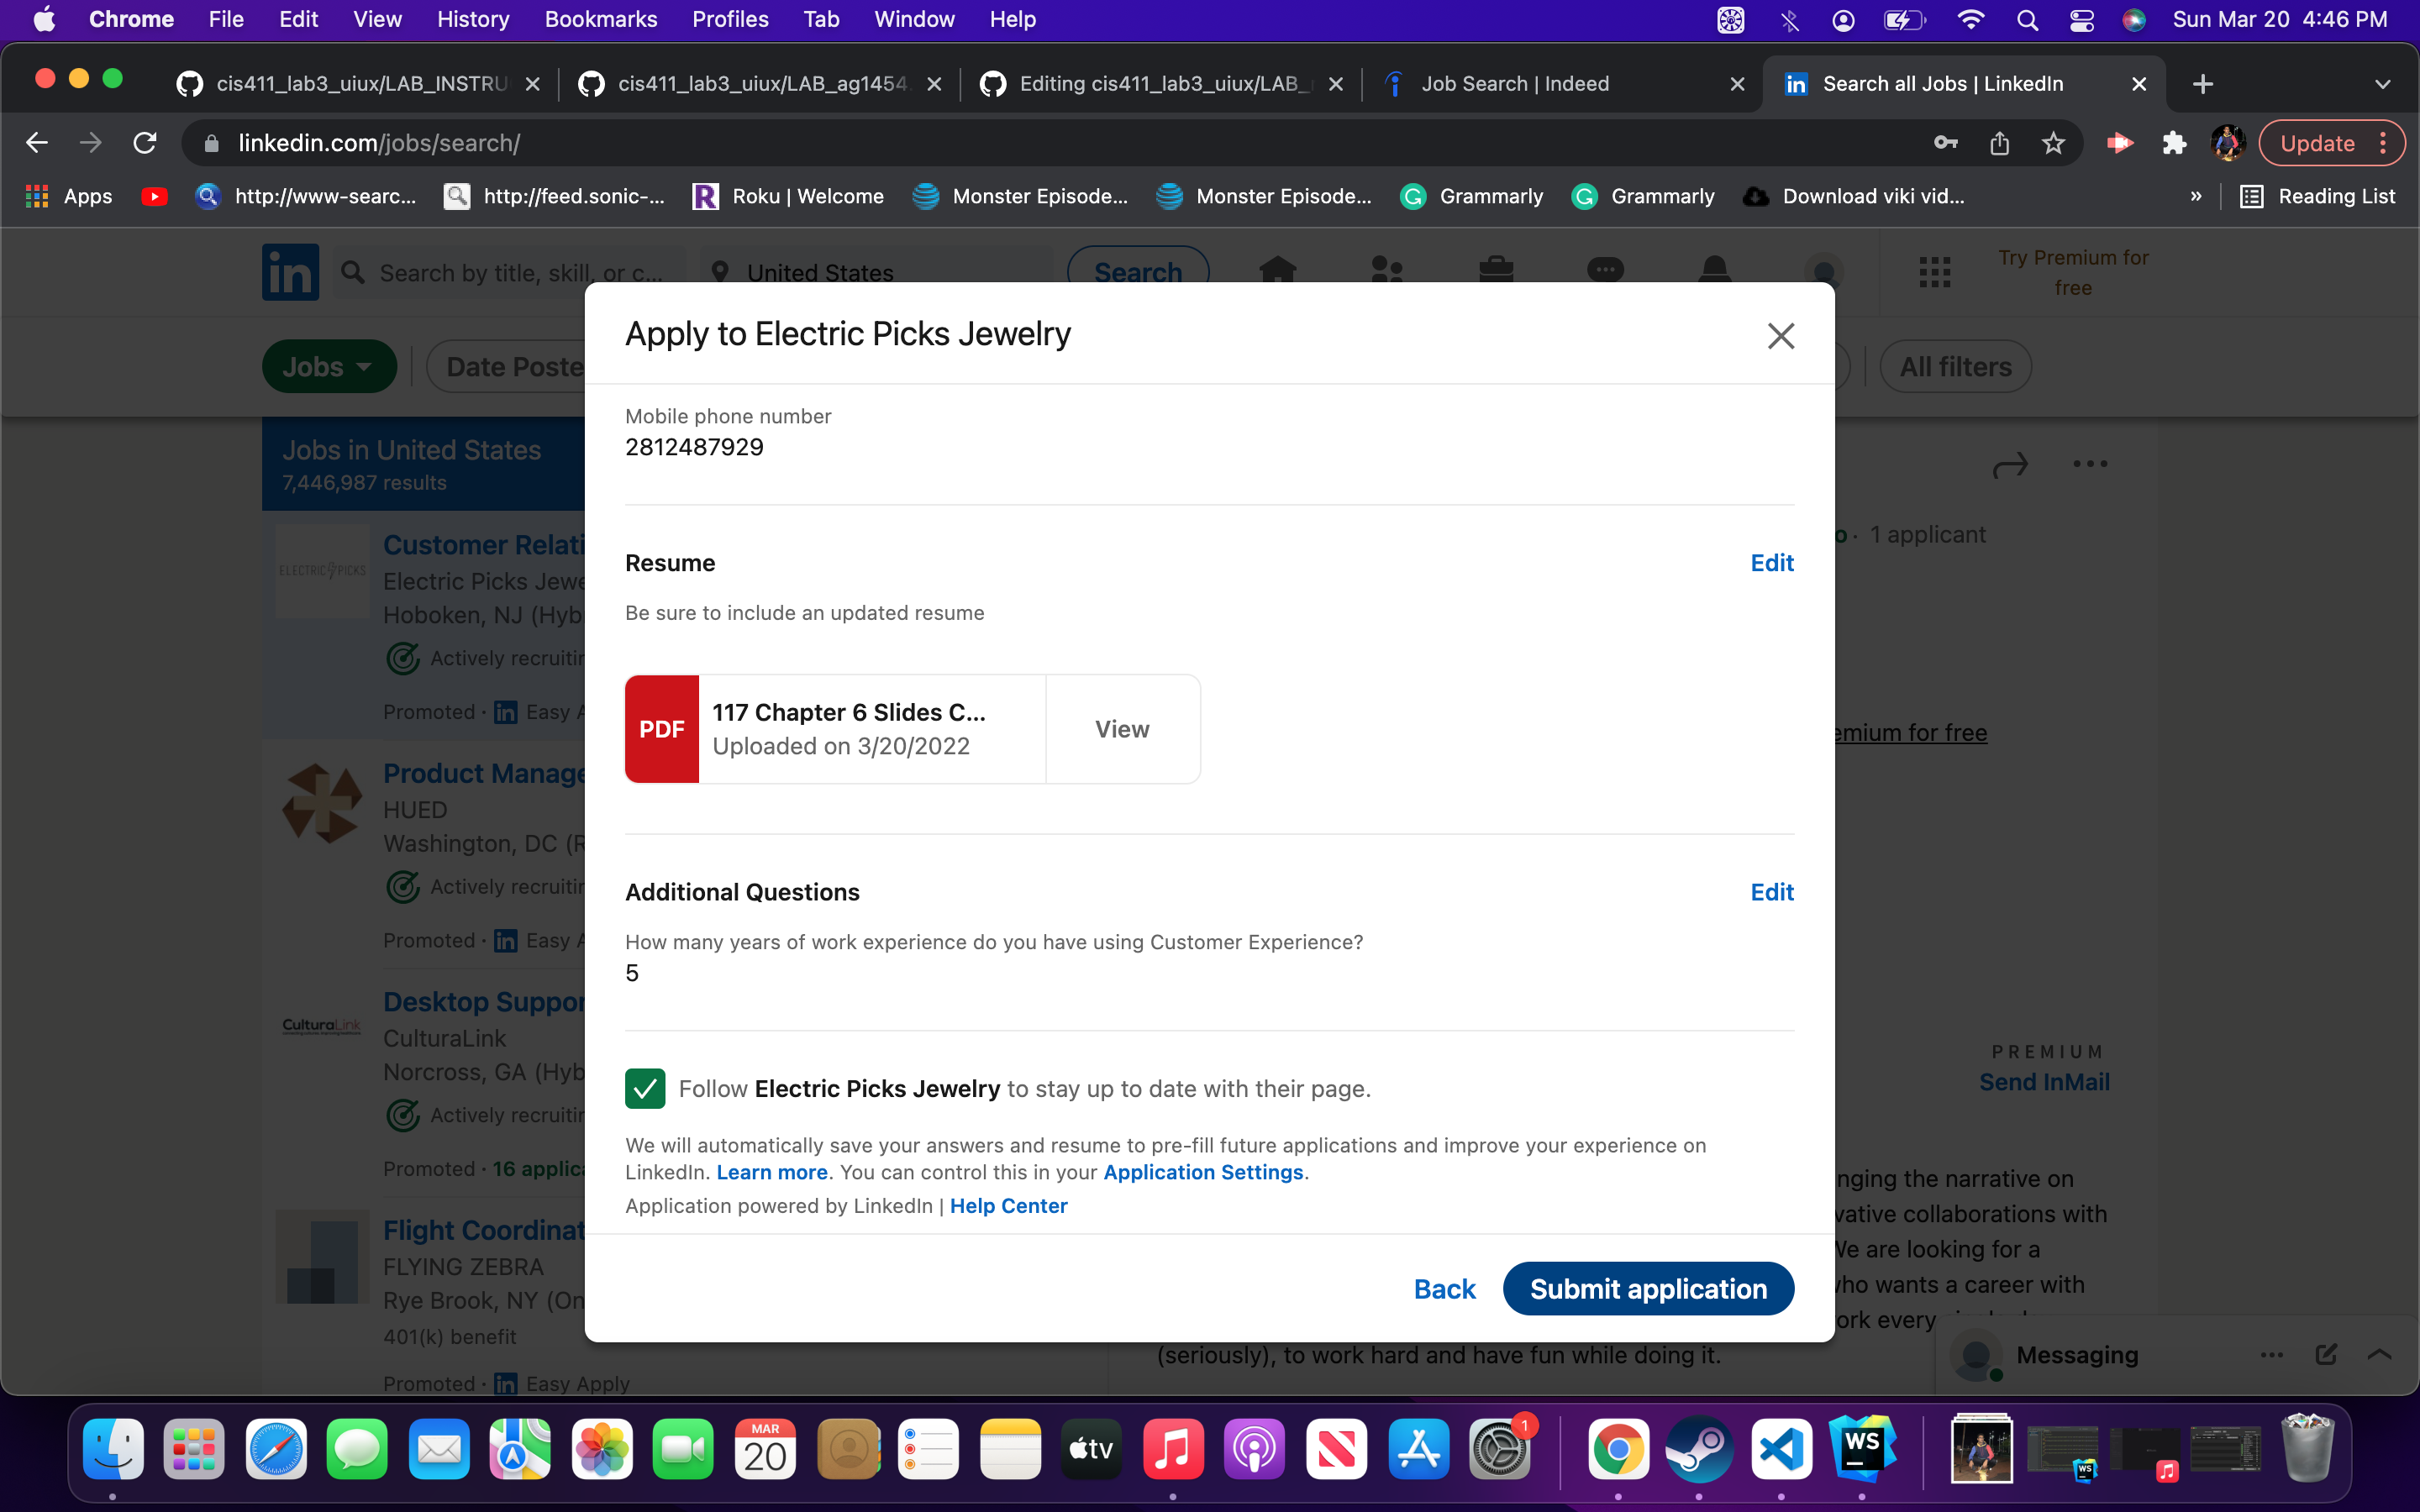 Chrome File Edit View History Bookmarks Profiles Tab Window Help Sun Mar 20 4:46 PM
cis411_lab3_uiux/LAB_INSTRU cis411_lab3_uiux/LAB_ag1454 Editing cis411_lab3_uiux/LAB_ Job Search | Indeed Search all Jobs | LinkedIn
linkedin.com/jobs/search/ Update
Apps http://www-searc... http://feed.sonic-... Roku | Welcome Monster Episode... Monster Episode... Grammarly Grammarly Download viki vid... » Reading List
in Search by title, skill, or c... United States Search Try Premium for
free
Apply to Electric Picks Jewelry
Jobs Date Poste All filters
Mobile phone number
2812487929
Jobs in United States
7,446,987 results
1 applicant
Customer Relati
ELECTRIC PICKS
Electric Picks Jewe
Hoboken, NJ (Hyb
Actively recruitin
Promoted · in Easy A
Resume Edit
Be sure to include an updated resume
PDF 117 Chapter 6 Slides C...
Uploaded on 3/20/2022
View
emium for free
Product Manage
HUED
Washington, DC (R
Actively recruitin
Promoted · in Easy A
Additional Questions Edit
How many years of work experience do you have using Customer Experience?
5
Desktop Suppor
CulturaLink
CulturaLink
Norcross, GA (Hyb
Actively recruitin
Promoted · 16 applica
PREMIUM
Send InMail
Follow Electric Picks Jewelry to stay up to date with their page.
We will automatically save your answers and resume to pre-fill future applications and improve your experience on
LinkedIn. Learn more. You can control this in your Application Settings.
Application powered by LinkedIn | Help Center
Back Submit application
Flight Coordinat
FLYING ZEBRA
Rye Brook, NY (On
401(k) benefit
Promoted · in Easy Apply
nging the narrative on
vative collaborations with
We are looking for a
who wants a career with
ork every
(seriously), to work hard and have fun while doing it.
Messaging
MAR
20
tv
1
WS
WS